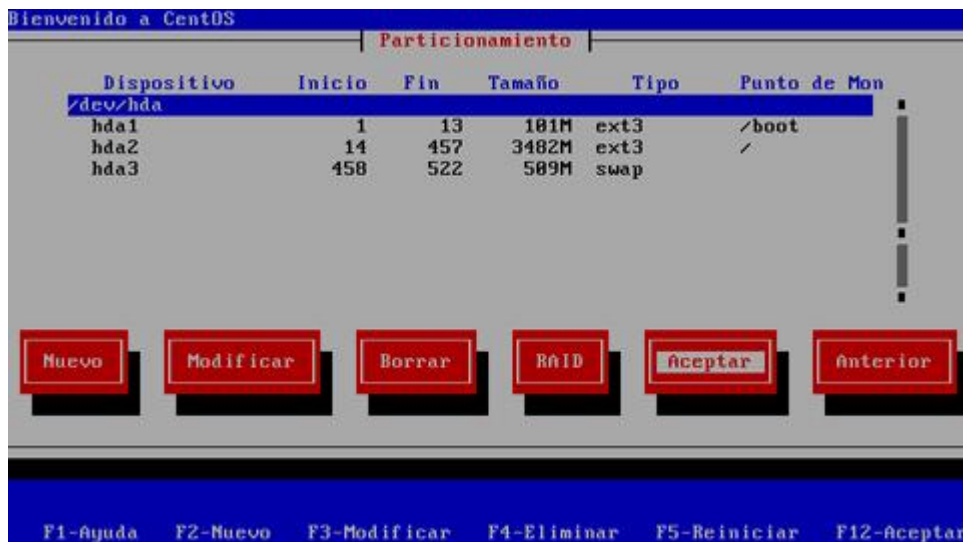 Bienvenido a CentOS
Particionamiento
Dispositivo Inicio Fin Tamaño Tipo Punto de Mon
/dev/hda
hda1 1 13 101M ext3 /boot
hda2 14 457 3482M ext3 /
hda3 458 522 509M swap
Nuevo Modificar Borrar RAID Aceptar Anterior
F1-Ayuda F2-Nuevo F3-Modificar F4-Eliminar F5-Reiniciar F12-Aceptar